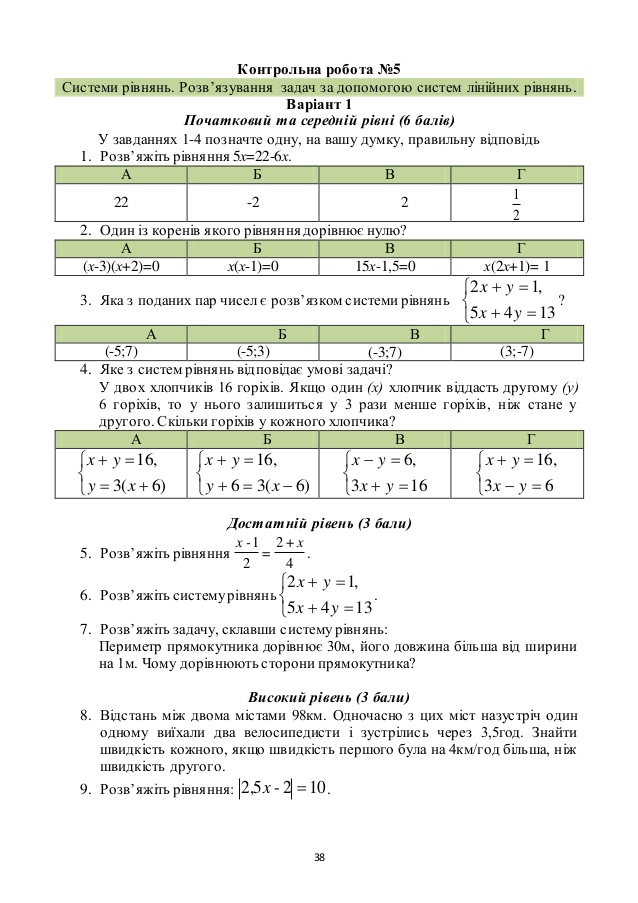 Контрольна робота №5
Системи рівнянь. Розв’язування задач за допомогою систем лінійних рівнянь.
Варіант 1
Початковий та середній рівні (6 балів)
У завданнях 1-4 позначте одну, на вашу думку, правильну відповідь
1. Розв’яжіть рівняння 5x=22-6x.
А Б В Г
22 -2 2 1/2
2. Один із коренів якого рівняння дорівнює нулю?
А Б В Г
(x-3)(x+2)=0 x(x-1)=0 15x-1,5=0 x(2x+1)= 1
3. Яка з поданих пар чисел є розв’язком системи рівнянь {2x + y = 1, 5x + 4y = 13 ?
А Б В Г
(-5;7) (-5;3) (-3;7) (3;-7)
4. Яке з систем рівнянь відповідає умові задачі?
У двох хлопчиків 16 горіхів. Якщо один (x) хлопчик віддасть другому (y)
6 горіхів, то у нього залишиться у 3 рази менше горіхів, ніж стане у
другого. Скільки горіхів у кожного хлопчика?
А Б В Г
{x + y = 16, {x + y = 16, {x − y = 6, {x + y = 16,
y = 3(x + 6) y + 6 = 3(x − 6) 3x + y = 16 3x − y = 6
Достатній рівень (3 бали)
5. Розв’яжіть рівняння x - 1/2 = 2 + x/4 .
6. Розв’яжіть систему рівнянь {2x + y = 1, 5x + 4y = 13 .
7. Розв’яжіть задачу, склавши систему рівнянь:
Периметр прямокутника дорівнює 30м, його довжина більша від ширини
на 1м. Чому дорівнюють сторони прямокутника?
Високий рівень (3 бали)
8. Відстань між двома містами 98км. Одночасно з цих міст назустріч один
одному виїхали два велосипедисти і зустрілись через 3,5год. Знайти
швидкість кожного, якщо швидкість першого була на 4км/год більша, ніж
швидкість другого.
9. Розв’яжіть рівняння: |2,5x - 2| = 10 .
38